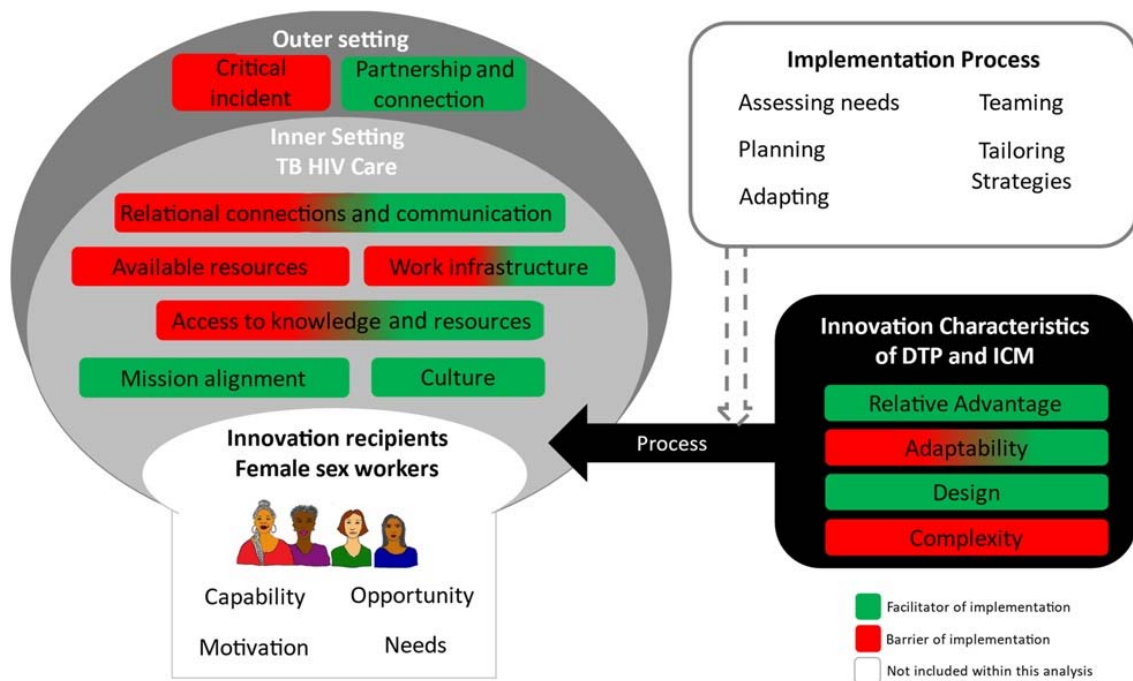 Outer setting
Critical
incident
Partnership and
connection
Inner Setting
TB HIV Care
Relational connections and communication
Available resources
Work infrastructure
Access to knowledge and resources
Mission alignment
Culture
Innovation recipients
Female sex workers
Capability
Opportunity
Motivation
Needs
Implementation Process
Assessing needs
Teaming
Planning
Tailoring
Strategies
Adapting
Process
Innovation Characteristics
of DTP and ICM
Relative Advantage
Adaptability
Design
Complexity
Facilitator of implementation
Barrier of implementation
Not included within this analysis